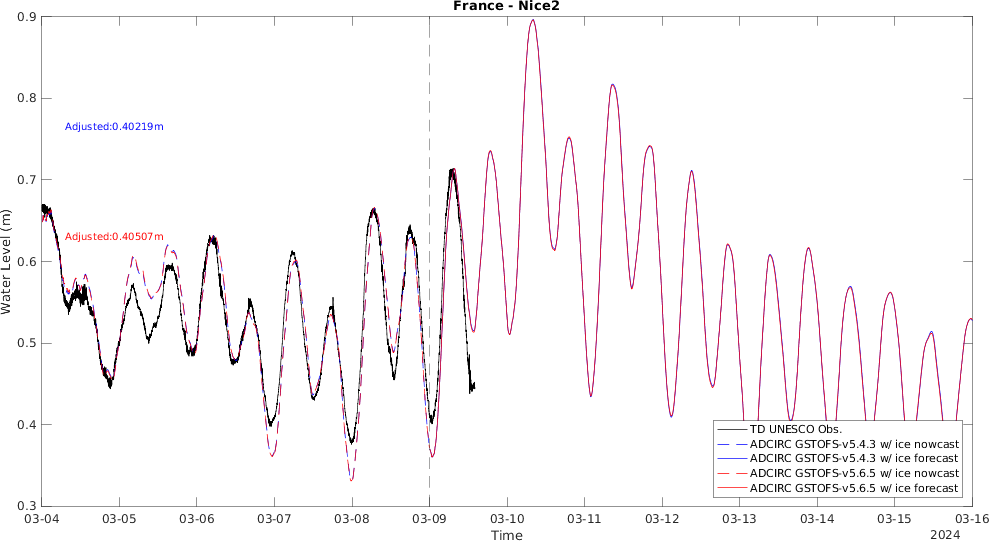 France - Nice2
0.9
0.8
0.7
0.6
0.5
0.4
0.3
Water Level (m)
Adjusted:0.40219m
Adjusted:0.40507m
TD UNESCO Obs.
ADCIRC GSTOFS-v5.4.3 w/ ice nowcast
ADCIRC GSTOFS-v5.4.3 w/ ice forecast
ADCIRC GSTOFS-v5.6.5 w/ ice nowcast
ADCIRC GSTOFS-v5.6.5 w/ ice forecast
03-04 03-05 03-06 03-07 03-08 03-09 03-10 03-11 03-12 03-13 03-14 03-15 03-16
Time
2024